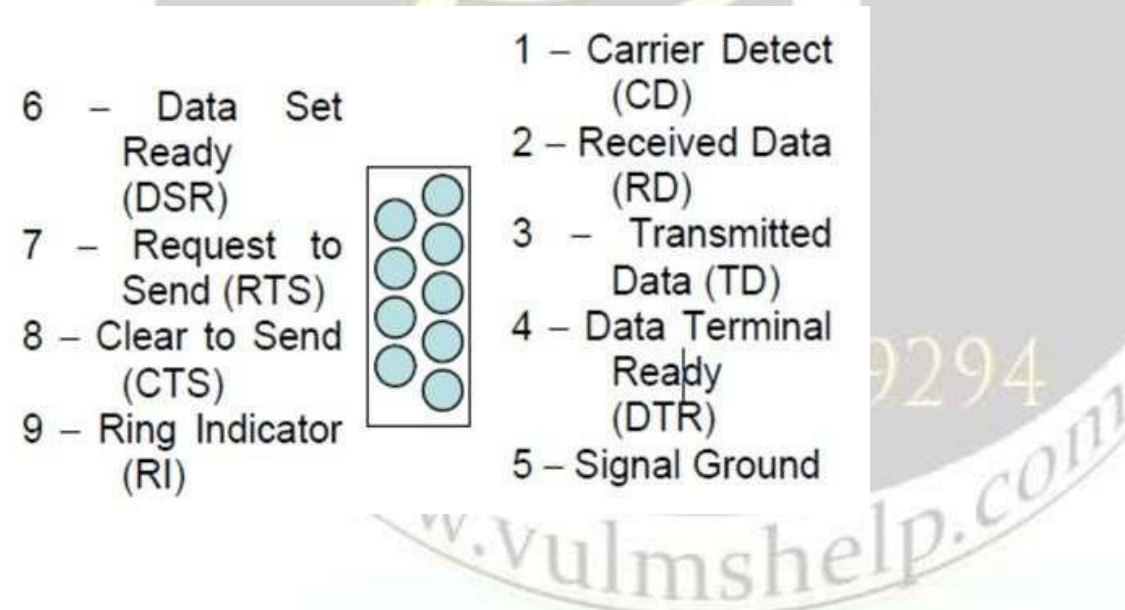 6 – Data Set
Ready
(DSR)
7 – Request to
Send (RTS)
8 – Clear to Send
(CTS)
9 – Ring Indicator
(RI)
1 – Carrier Detect
(CD)
2 – Received Data
(RD)
3 – Transmitted
Data (TD)
4 – Data Terminal
Ready
(DTR)
5 – Signal Ground
9294
w.vulmshelp.com